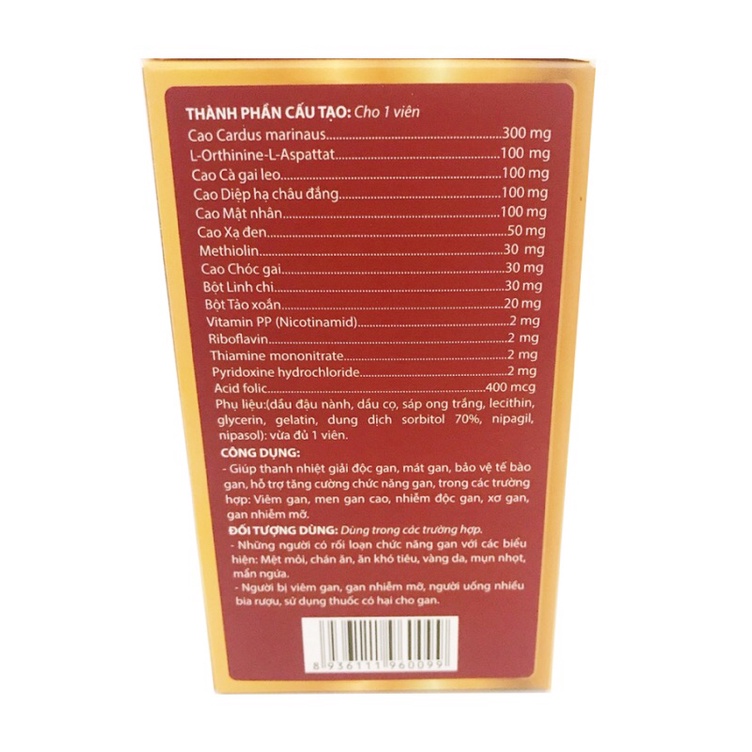 THÀNH PHẦN CẤU TẠO: Cho 1 viên
Cao Cardus marinaus....................300 mg
L-Orthinine-L-Aspattat....................100 mg
Cao Cà gai leo....................100 mg
Cao Diệp hạ châu đắng....................100 mg
Cao Mật nhân....................100 mg
Cao Xạ đen....................50 mg
Methiolin....................30 mg
Cao Chóc gai....................30 mg
Bột Linh chi....................30 mg
Bột Tảo xoắn....................20 mg
Vitamin PP (Nicotinamid)....................2 mg
Riboflavin....................2 mg
Thiamine mononitrate....................2 mg
Pyridoxine hydrochloride....................2 mg
Acid folic....................400 mcg
Phụ liệu:(dầu đậu nành, dầu cọ, sáp ong trắng, lecithin,
glycerin, gelatin, dung dịch sorbitol 70%, nipagil,
nipasol): vừa đủ 1 viên.
CÔNG DỤNG:
- Giúp thanh nhiệt giải độc gan, mát gan, bảo vệ tế bào
gan, hỗ trợ tăng cường chức năng gan, trong các trường
hợp: Viêm gan, men gan cao, nhiễm độc gan, xơ gan,
gan nhiễm mỡ.
ĐỐI TƯỢNG DÙNG: Dùng trong các trường hợp.
- Những người có rối loạn chức năng gan với các biểu
hiện: Mệt mỏi, chán ăn, ăn khó tiêu, vàng da, mụn nhọt,
mẩn ngứa.
- Người bị viêm gan, gan nhiễm mỡ, người uống nhiều
bia rượu, sử dụng thuốc có hại cho gan.
8 936111 960099